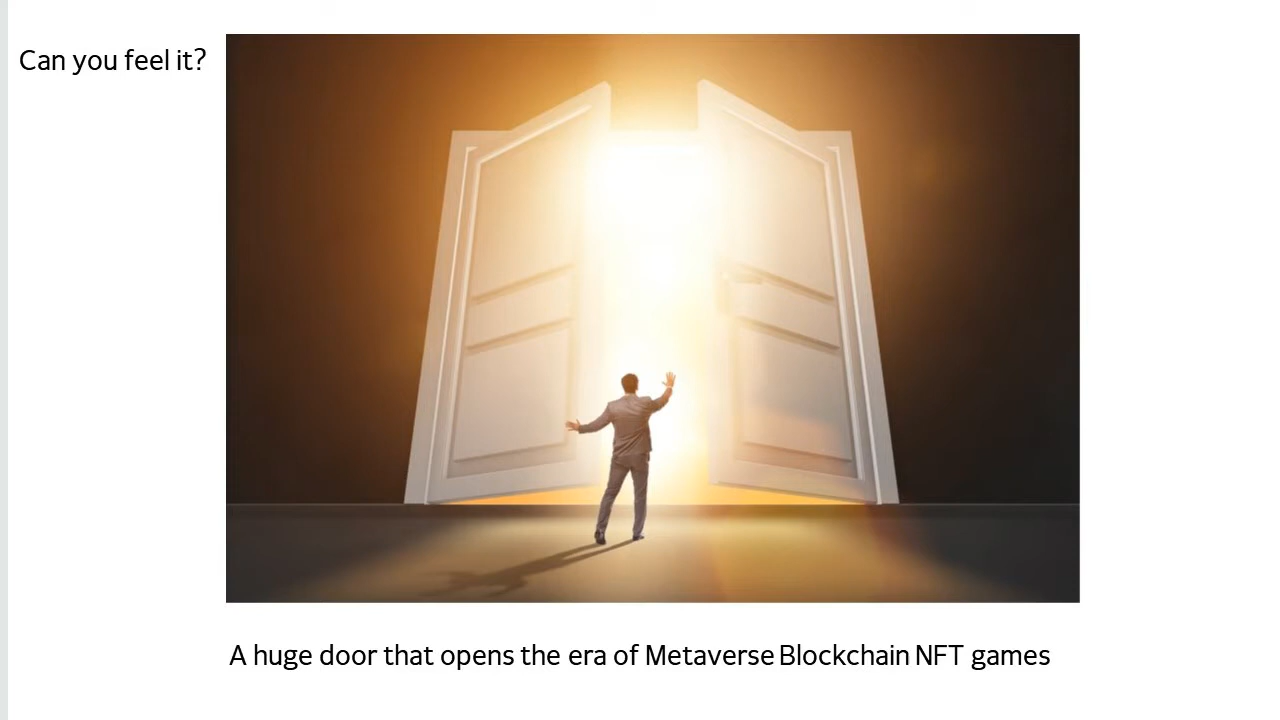 Can you feel it?
A huge door that opens the era of Metaverse Blockchain NFT games